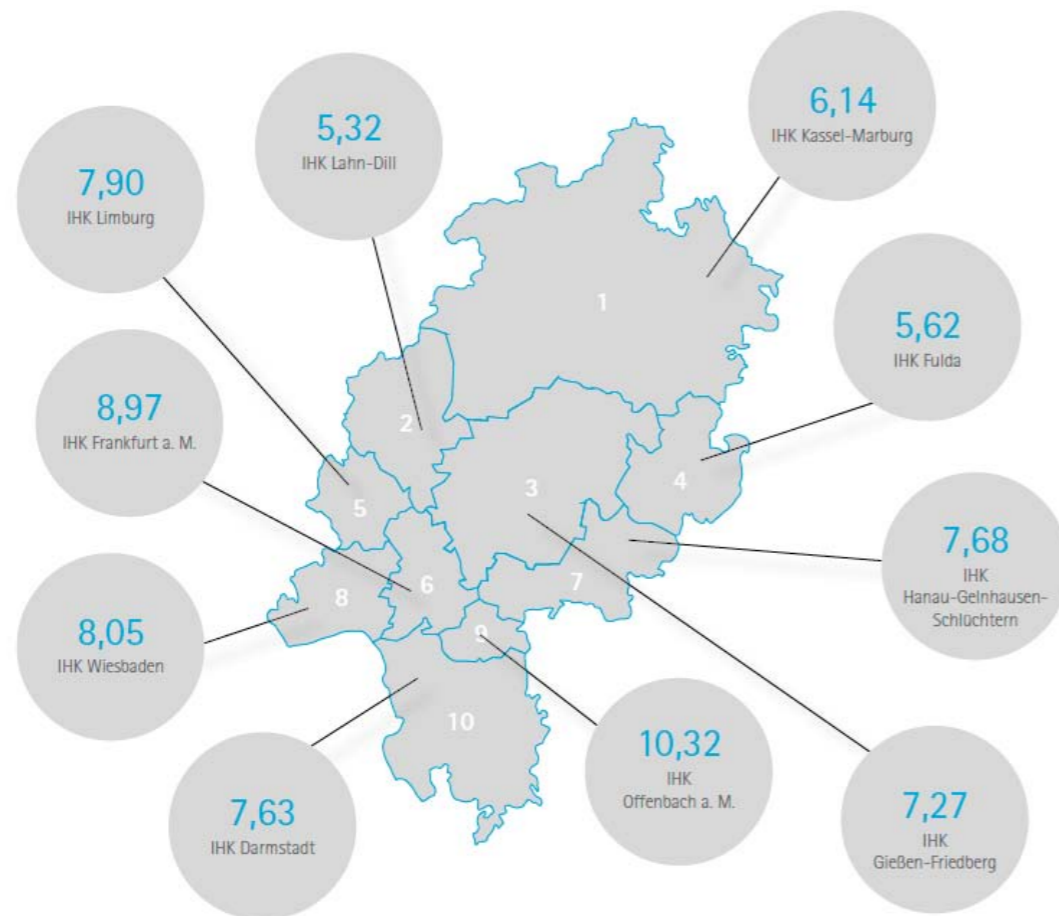 6,14
IHK Kassel-Marburg
5,32
IHK Lahn-Dill
7,90
IHK Limburg
5,62
IHK Fulda
8,97
IHK Frankfurt a. M.
7,68
IHK
Hanau-Gelnhausen-
Schlüchtern
8,05
IHK Wiesbaden
10,32
IHK
Offenbach a. M.
7,63
IHK Darmstadt
7,27
IHK
Gießen-Friedberg
1
2
3
4
5
6
7
8
9
10